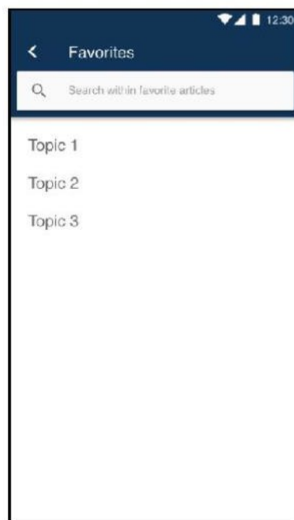 12:30
Favorites
Search within favorite articles
Topic 1
Topic 2
Topic 3